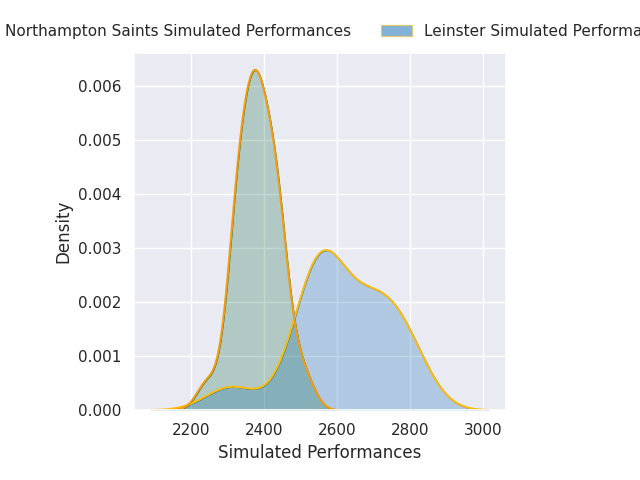 Northampton Saints Simulated Performances
Leinster Simulated Performa
0.006
0.005
0.004
0.003
0.002
0.001
0.000
Density
2200 2400 2600 2800 3000
Simulated Performances